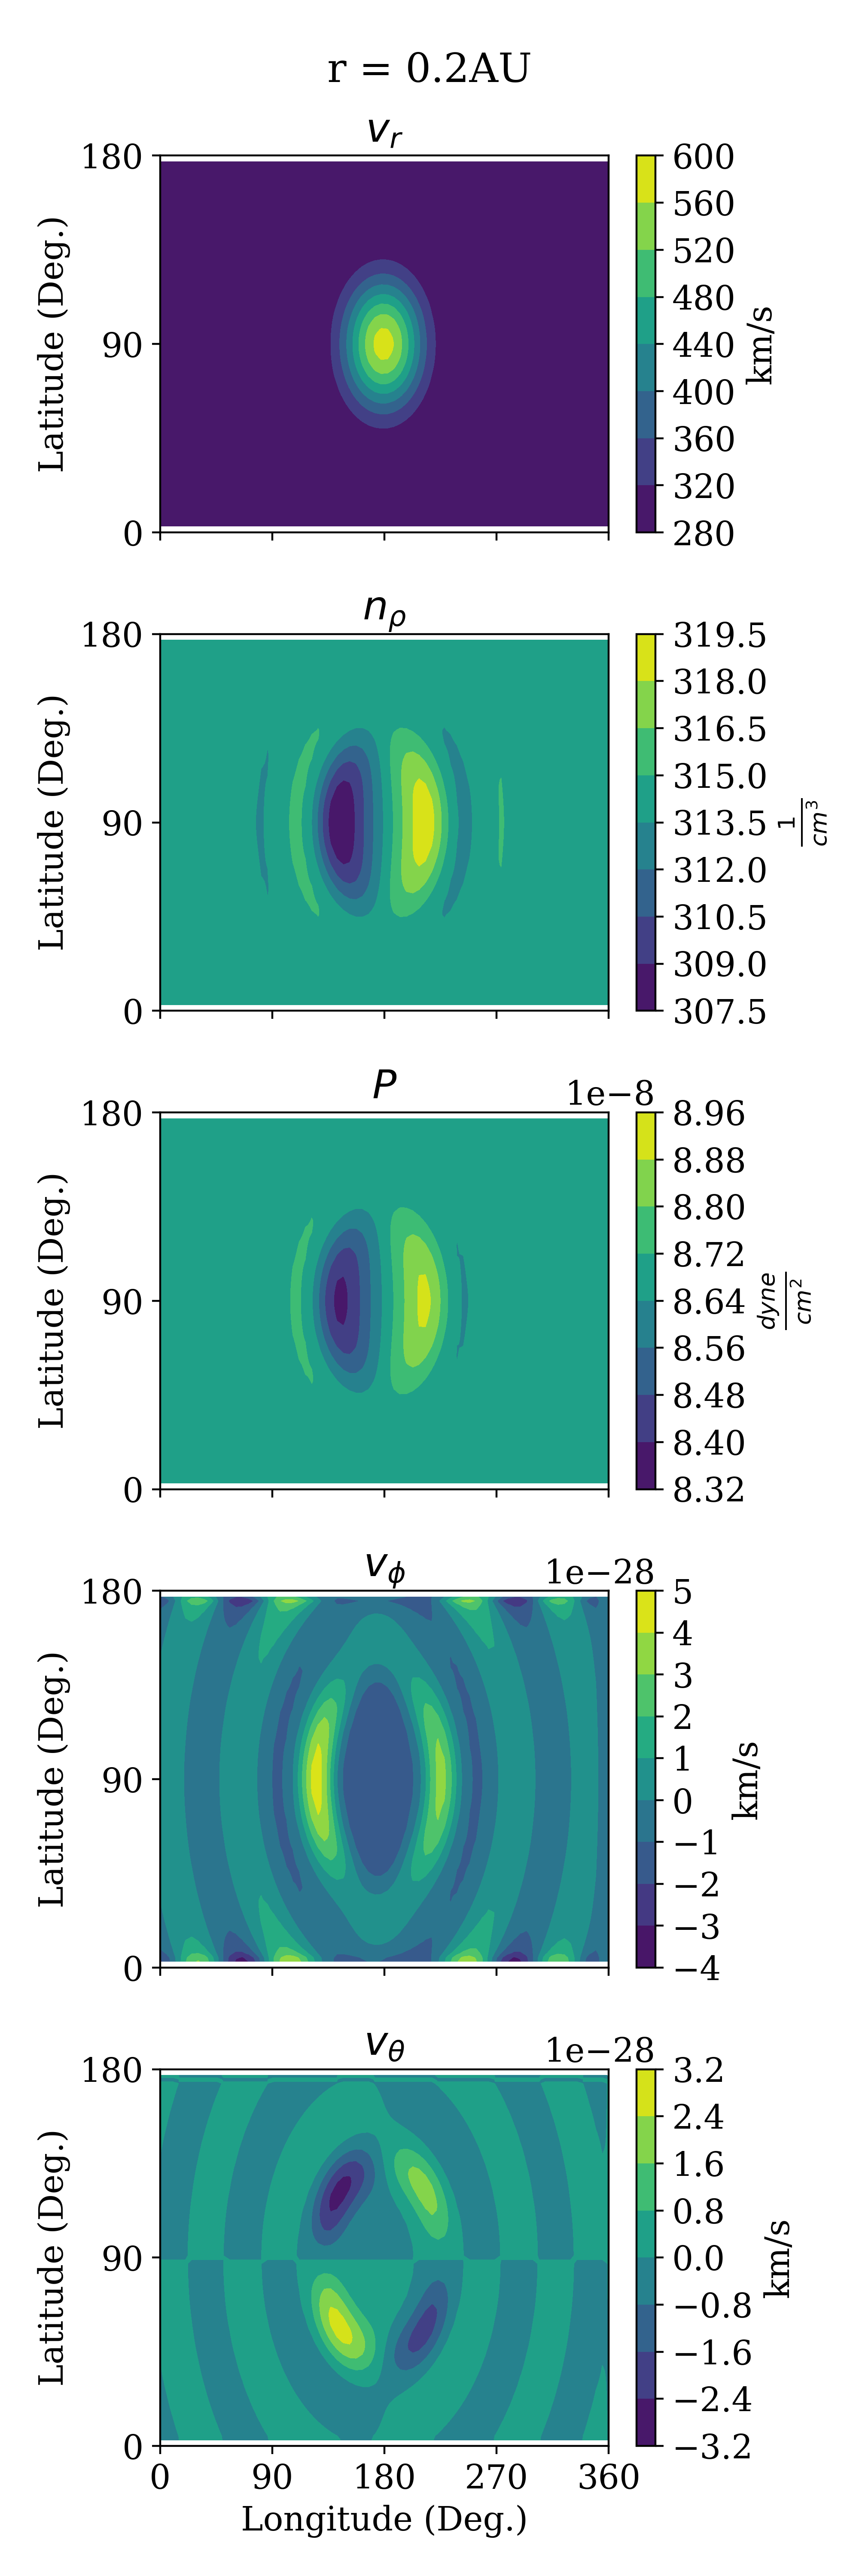 r = 0.2AU
v_r
180
90
0
Latitude (Deg.)
600
560
520
480
440
400
360
320
280
km/s
n_ρ
180
90
0
Latitude (Deg.)
319.5
318.0
316.5
315.0
313.5
312.0
310.5
309.0
307.5
1/cm³
P
1e−8
180
90
0
Latitude (Deg.)
8.96
8.88
8.80
8.72
8.64
8.56
8.48
8.40
8.32
dyne/cm²
v_ϕ
1e−28
180
90
0
Latitude (Deg.)
5
4
3
2
1
0
−1
−2
−3
−4
km/s
v_θ
1e−28
180
90
0
Latitude (Deg.)
3.2
2.4
1.6
0.8
0.0
−0.8
−1.6
−2.4
−3.2
km/s
0 90 180 270 360
Longitude (Deg.)